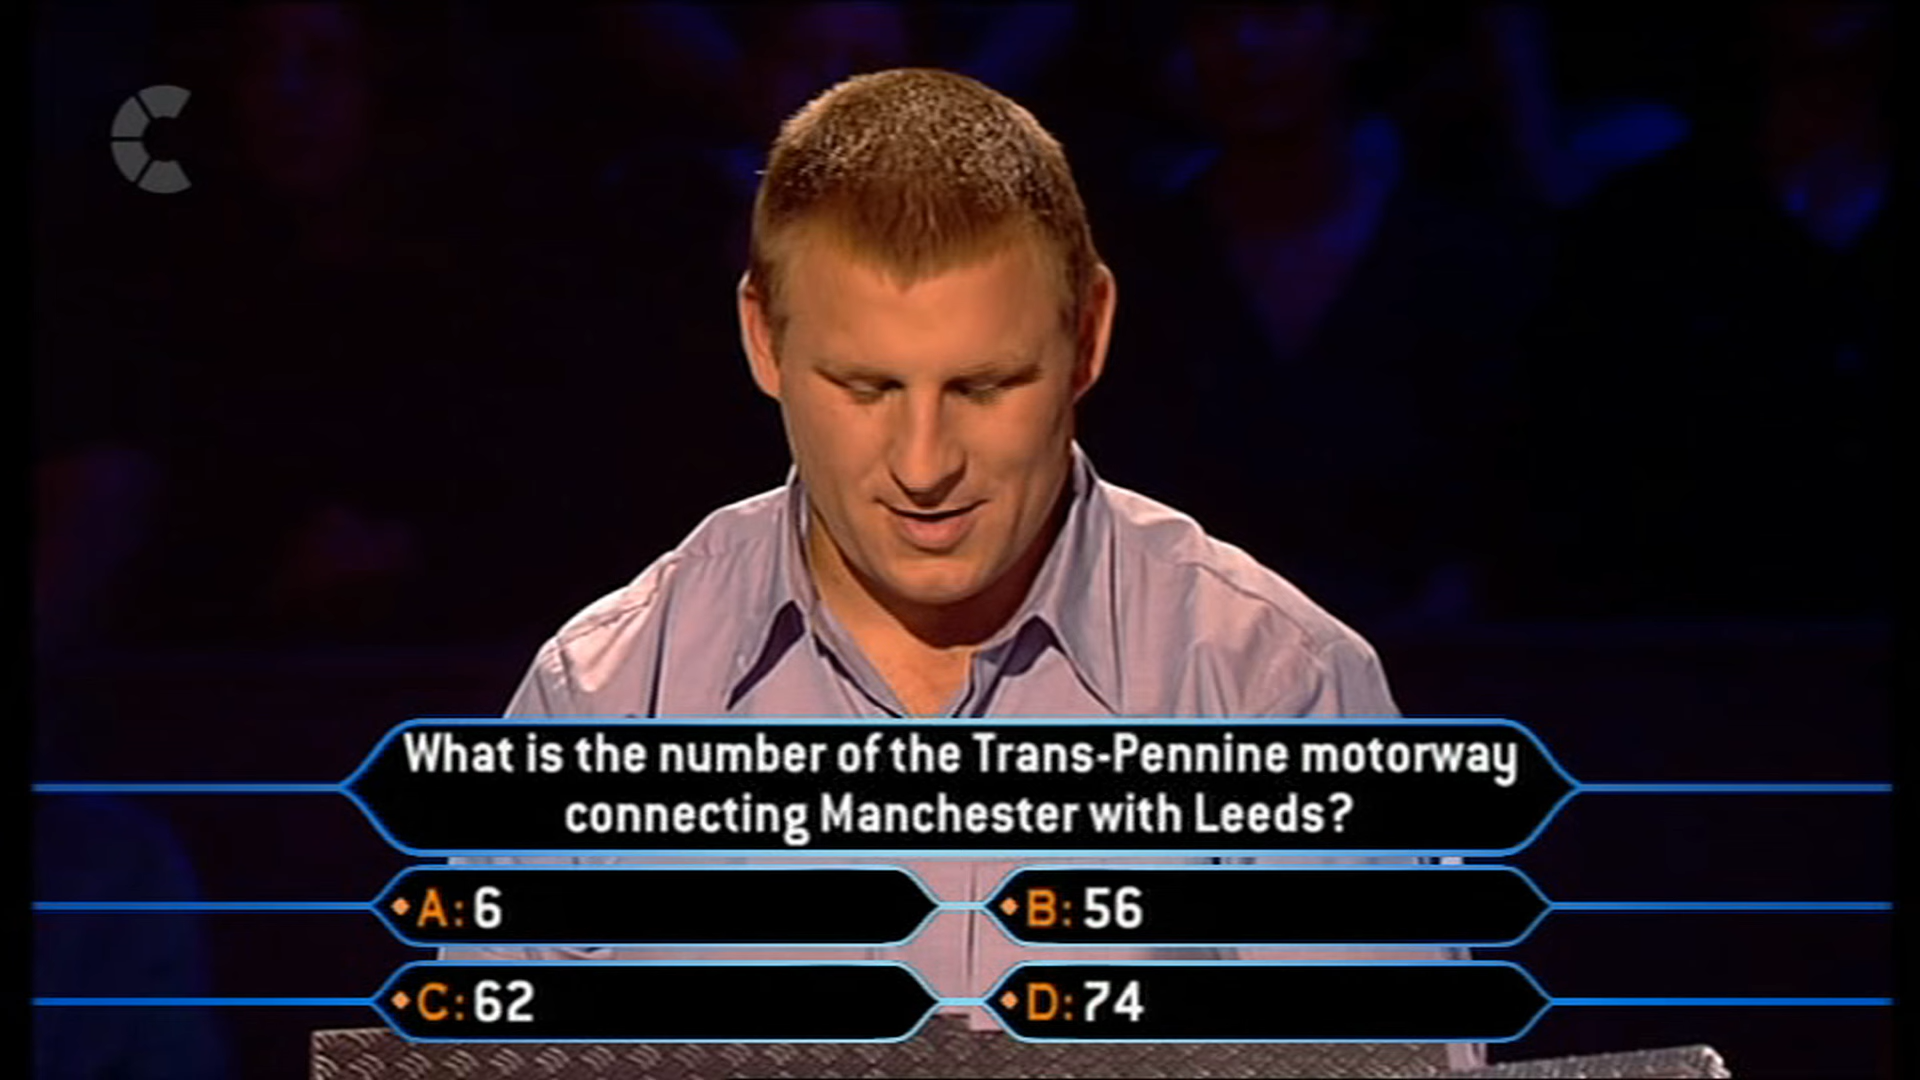 What is the number of the Trans-Pennine motorway
connecting Manchester with Leeds?
A: 6
B: 56
C: 62
D: 74